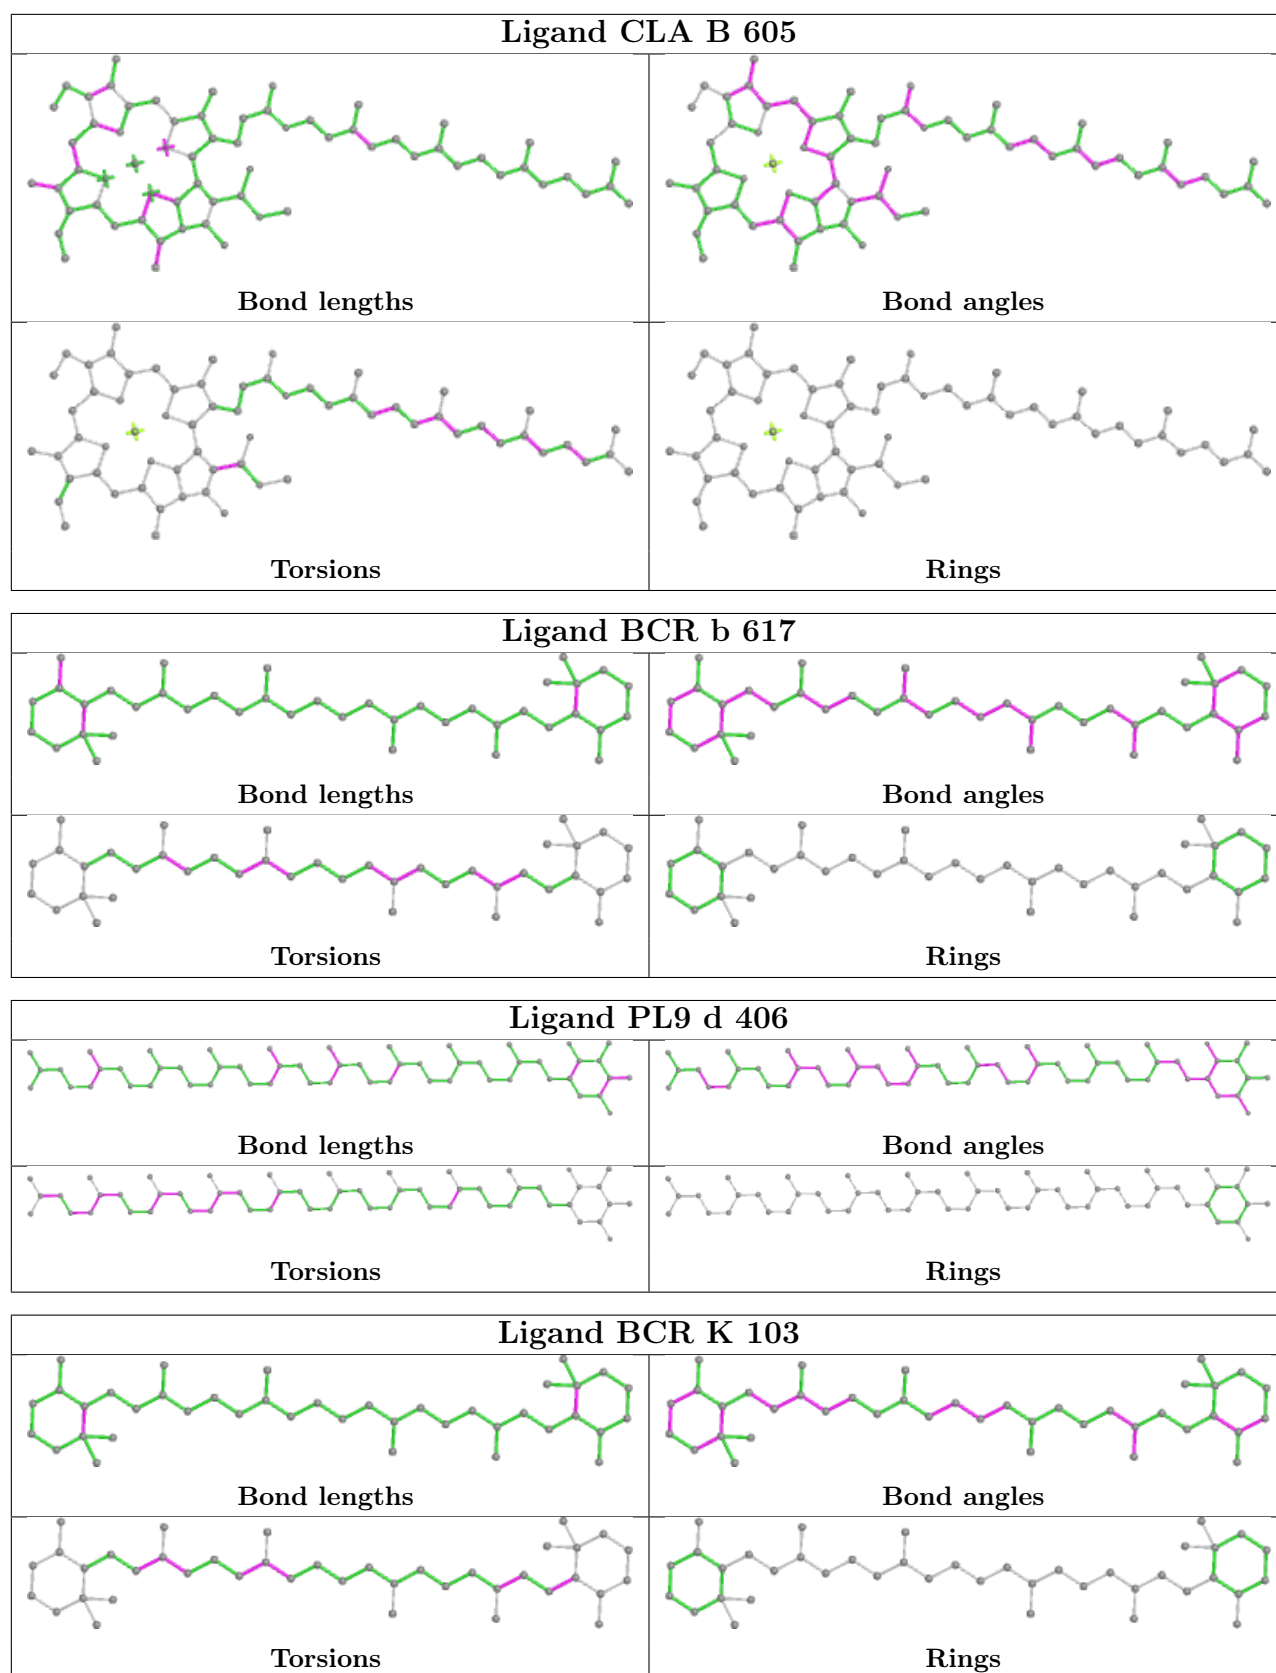 Ligand CLA B 605
Bond lengths
Bond angles
Torsions
Rings
Ligand BCR b 617
Bond lengths
Bond angles
Torsions
Rings
Ligand PL9 d 406
Bond lengths
Bond angles
Torsions
Rings
Ligand BCR K 103
Bond lengths
Bond angles
Torsions
Rings